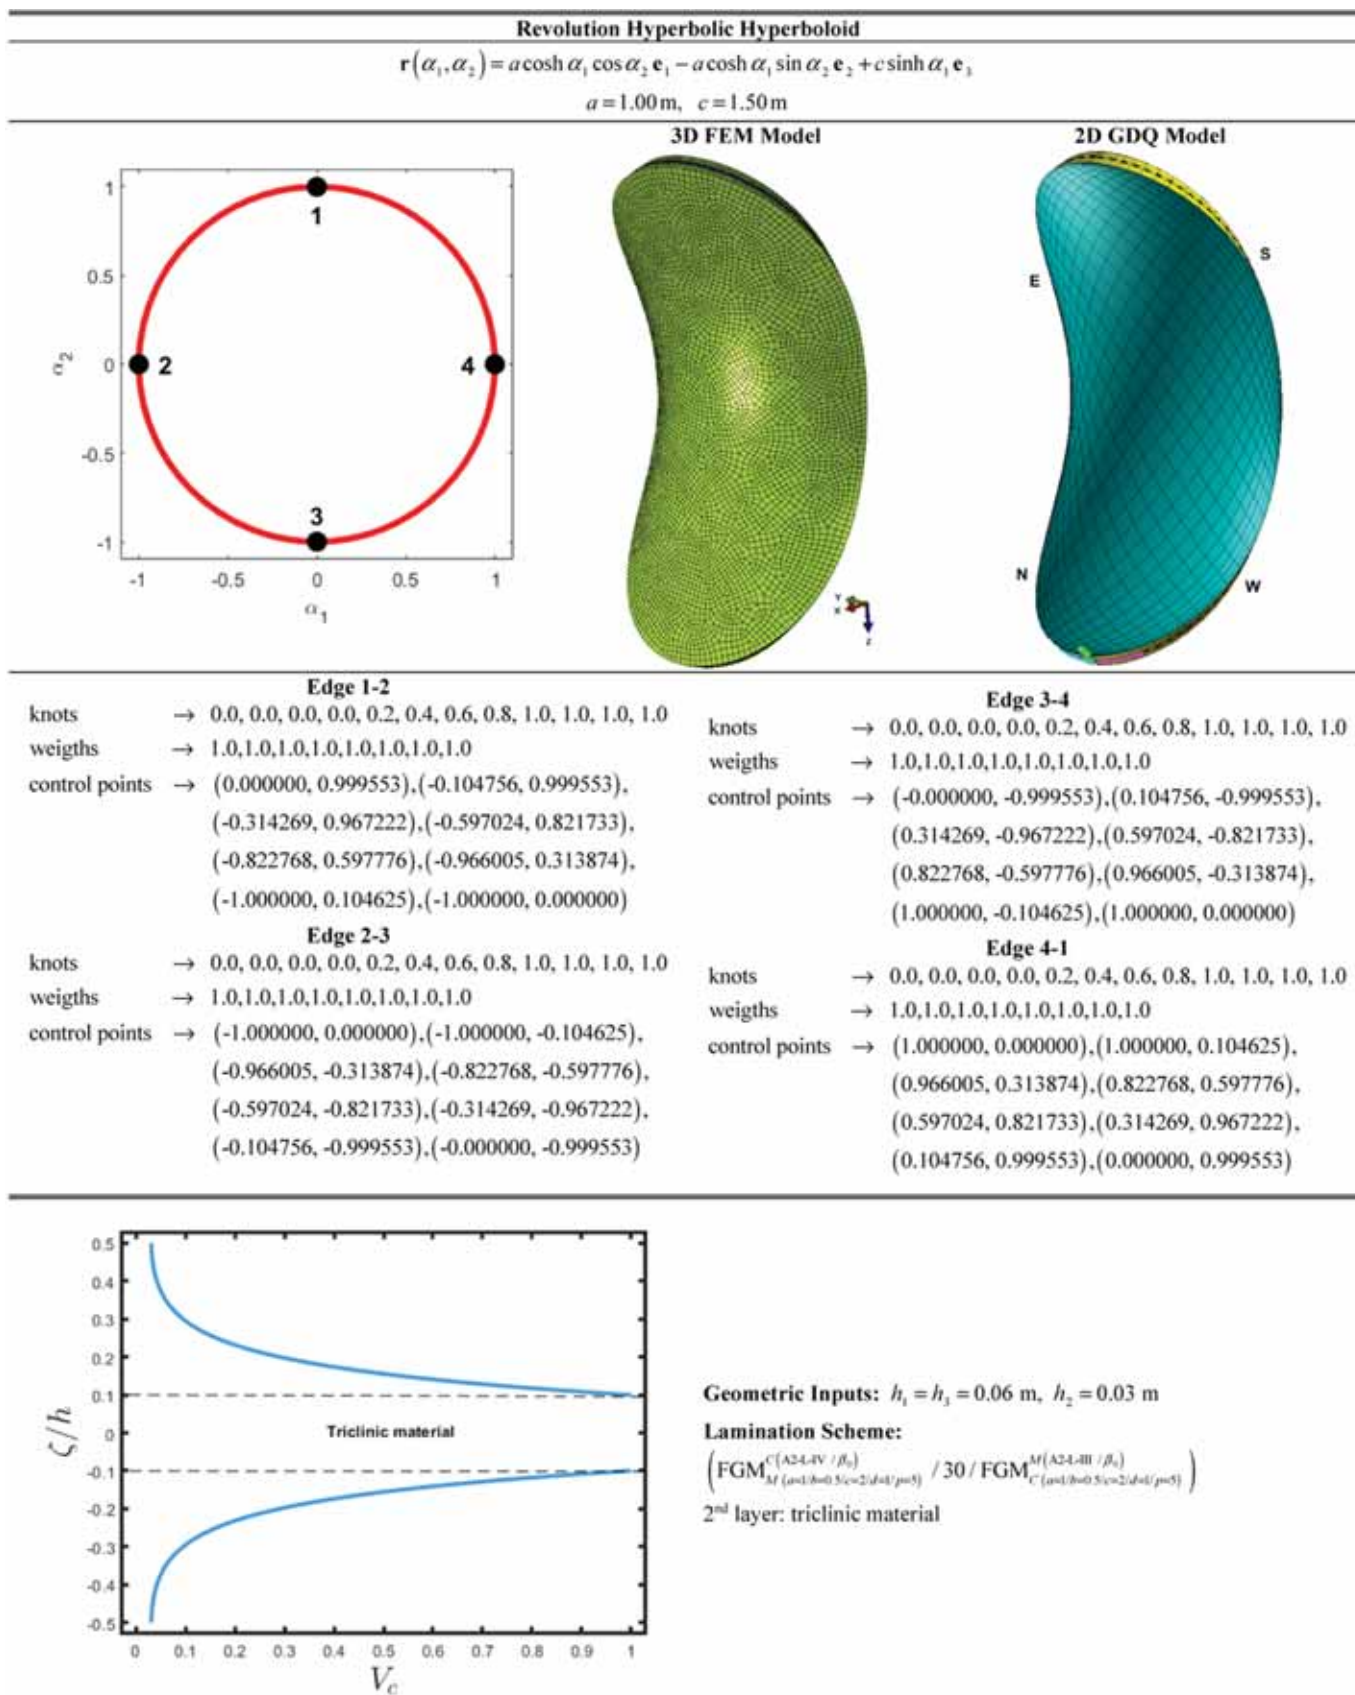 Revolution Hyperbolic Hyperboloid
r(α₁,α₂) = a cosh α₁ cos α₂ e₁ − a cosh α₁ sin α₂ e₂ + c sinh α₁ e₃
a = 1.00 m, c = 1.50 m
3D FEM Model
2D GDQ Model
1
0.5
0
-0.5
-1
α₂
1
2
4
3
-1 -0.5 0 0.5 1
α₁
Y
X
Z
E
S
N
W
Edge 1-2
knots → 0.0, 0.0, 0.0, 0.0, 0.2, 0.4, 0.6, 0.8, 1.0, 1.0, 1.0, 1.0
weigths → 1.0,1.0,1.0,1.0,1.0,1.0,1.0,1.0
control points → (0.000000, 0.999553),(-0.104756, 0.999553),
(-0.314269, 0.967222),(-0.597024, 0.821733),
(-0.822768, 0.597776),(-0.966005, 0.313874),
(-1.000000, 0.104625),(-1.000000, 0.000000)
Edge 2-3
knots → 0.0, 0.0, 0.0, 0.0, 0.2, 0.4, 0.6, 0.8, 1.0, 1.0, 1.0, 1.0
weigths → 1.0,1.0,1.0,1.0,1.0,1.0,1.0,1.0
control points → (-1.000000, 0.000000),(-1.000000, -0.104625),
(-0.966005, -0.313874),(-0.822768, -0.597776),
(-0.597024, -0.821733),(-0.314269, -0.967222),
(-0.104756, -0.999553),(-0.000000, -0.999553)
Edge 3-4
knots → 0.0, 0.0, 0.0, 0.0, 0.2, 0.4, 0.6, 0.8, 1.0, 1.0, 1.0, 1.0
weigths → 1.0,1.0,1.0,1.0,1.0,1.0,1.0,1.0
control points → (-0.000000, -0.999553),(0.104756, -0.999553),
(0.314269, -0.967222),(0.597024, -0.821733),
(0.822768, -0.597776),(0.966005, -0.313874),
(1.000000, -0.104625),(1.000000, 0.000000)
Edge 4-1
knots → 0.0, 0.0, 0.0, 0.0, 0.2, 0.4, 0.6, 0.8, 1.0, 1.0, 1.0, 1.0
weigths → 1.0,1.0,1.0,1.0,1.0,1.0,1.0,1.0
control points → (1.000000, 0.000000),(1.000000, 0.104625),
(0.966005, 0.313874),(0.822768, 0.597776),
(0.597024, 0.821733),(0.314269, 0.967222),
(0.104756, 0.999553),(0.000000, 0.999553)
0.5
0.4
0.3
0.2
0.1
0
-0.1
-0.2
-0.3
-0.4
-0.5
ζ/h
Triclinic material
0 0.1 0.2 0.3 0.4 0.5 0.6 0.7 0.8 0.9 1
V_c
Geometric Inputs: h₁ = h₃ = 0.06 m, h₂ = 0.03 m
Lamination Scheme:
(FGM_{M (a=1/b=0.5/c=2/d=1/p=5)}^{C(A2-L-IV / β₀)} / 30 / FGM_{C (a=1/b=0.5/c=2/d=1/p=5)}^{M(A2-L-III / β₀)})
2nd layer: triclinic material